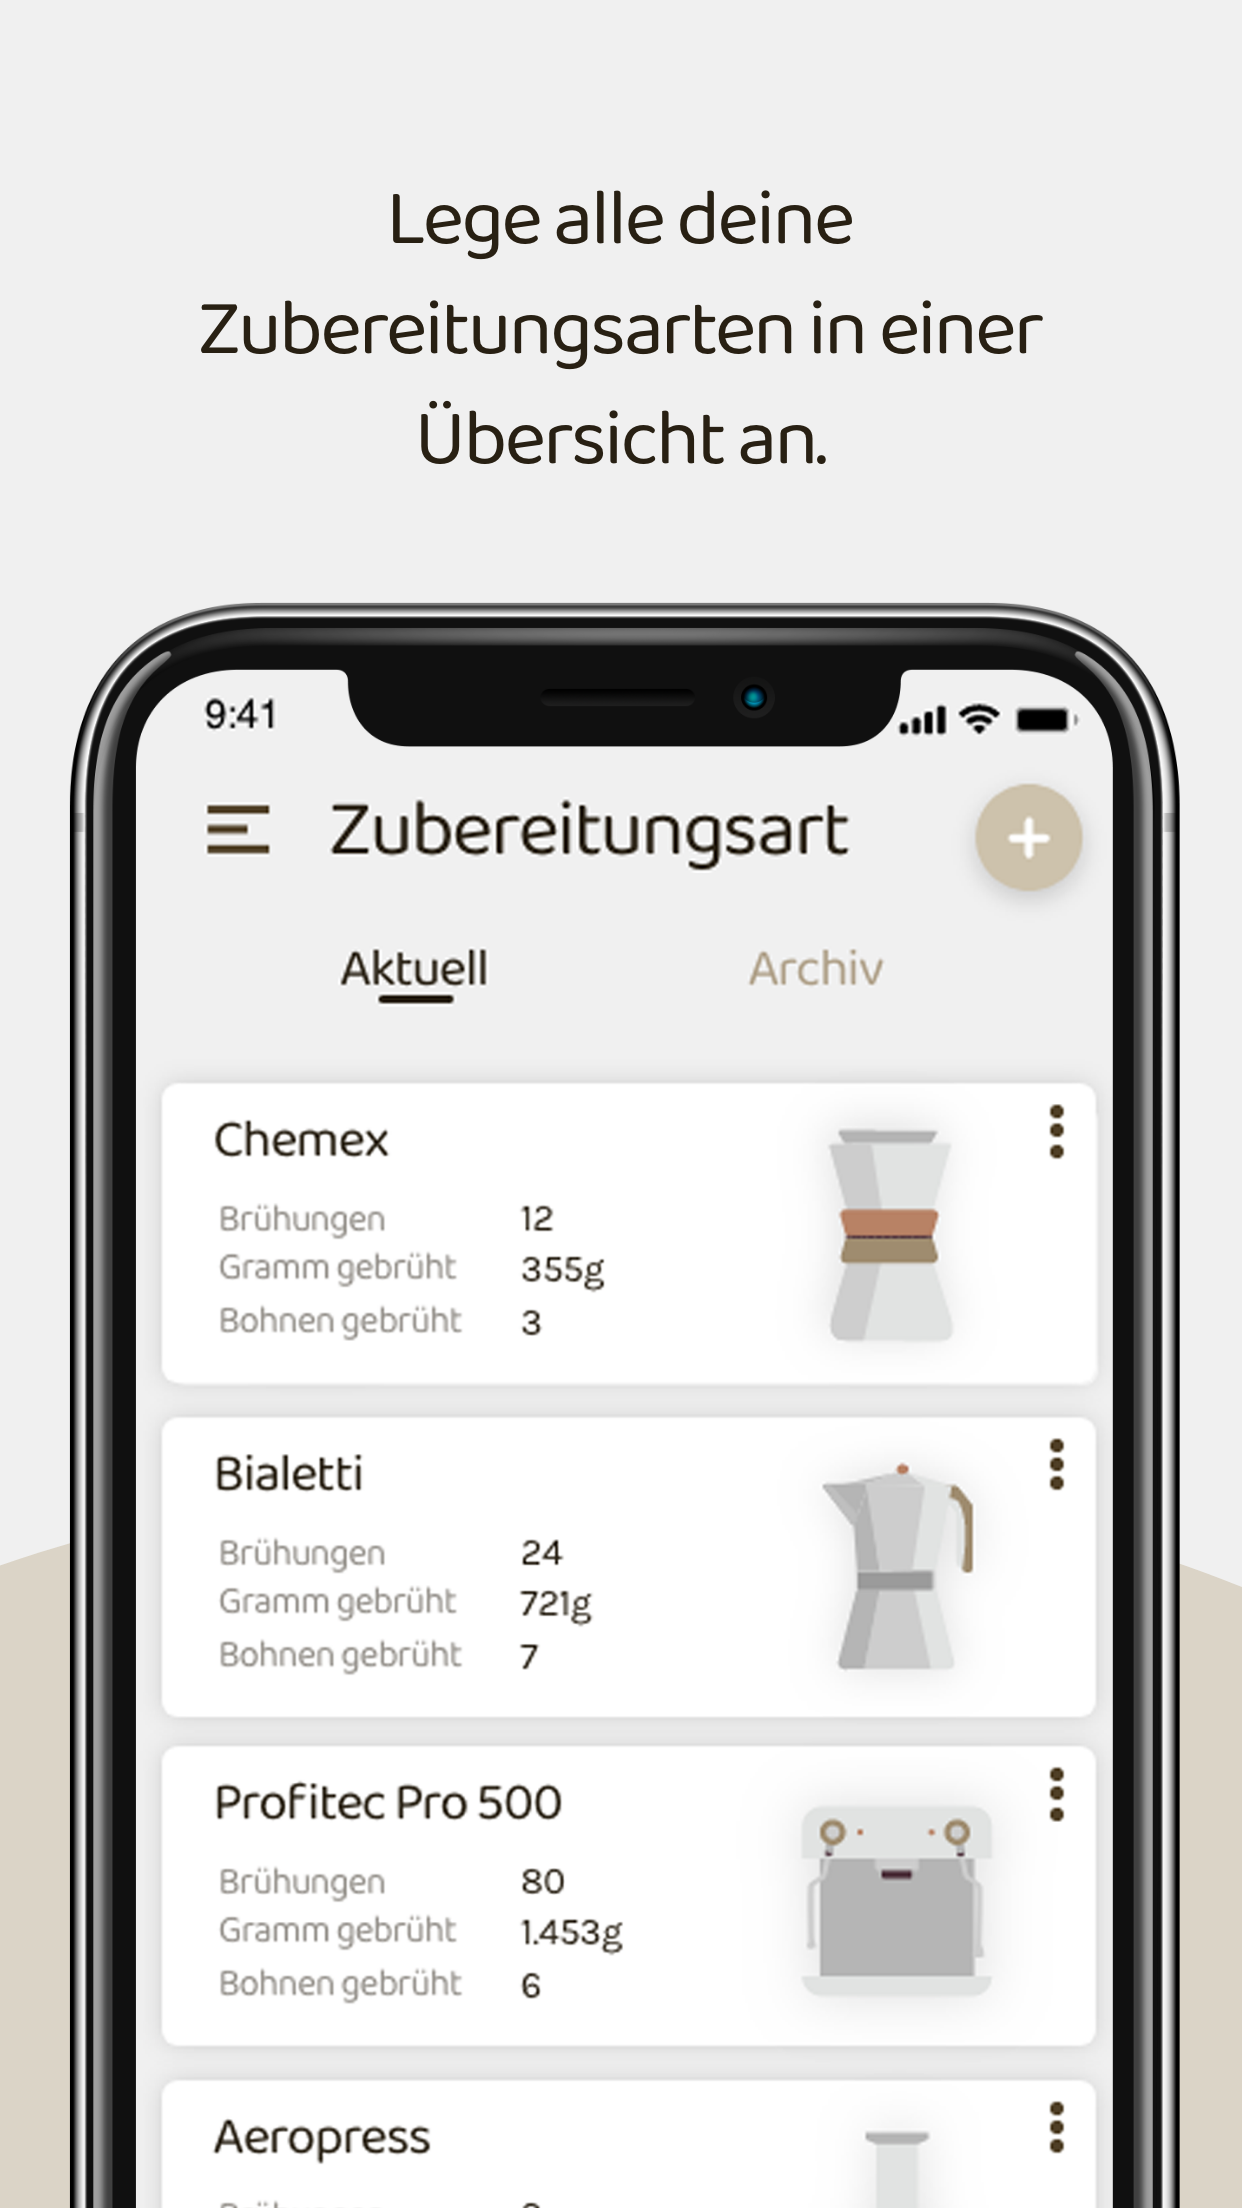 Lege alle deine
Zubereitungsarten in einer
Übersicht an.
9:41
Zubereitungsart
Aktuell Archiv
Chemex
Brühungen 12
Gramm gebrüht 355g
Bohnen gebrüht 3
Bialetti
Brühungen 24
Gramm gebrüht 721g
Bohnen gebrüht 7
Profitec Pro 500
Brühungen 80
Gramm gebrüht 1.453g
Bohnen gebrüht 6
Aeropress